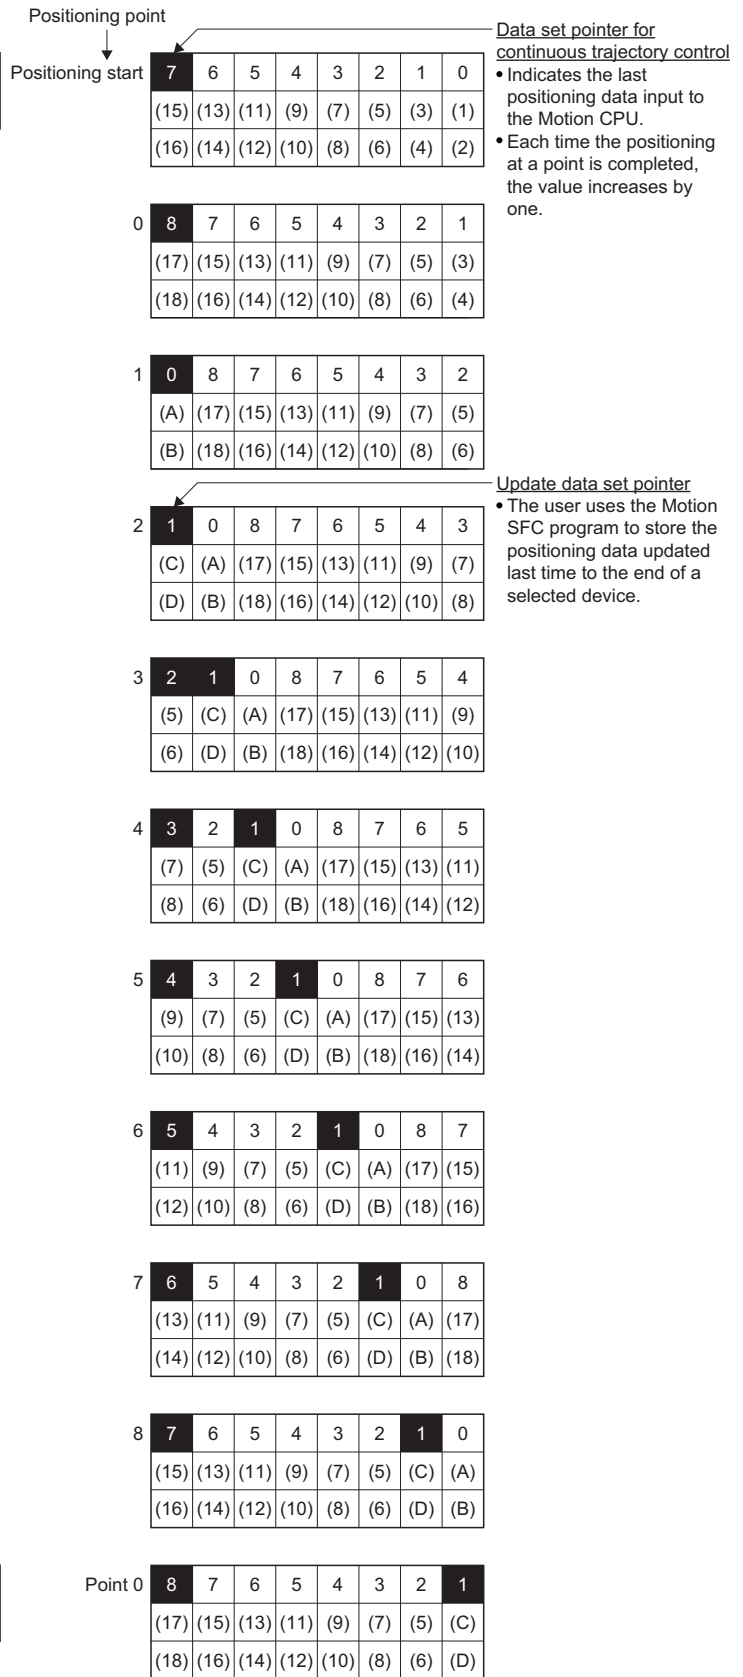 Positioning point
Data set pointer for
continuous trajectory control
• Indicates the last
positioning data input to
the Motion CPU.
• Each time the positioning
at a point is completed,
the value increases by
one.
Positioning start 7 6 5 4 3 2 1 0
(15) (13) (11) (9) (7) (5) (3) (1)
(16) (14) (12) (10) (8) (6) (4) (2)
0 8 7 6 5 4 3 2 1
(17) (15) (13) (11) (9) (7) (5) (3)
(18) (16) (14) (12) (10) (8) (6) (4)
1 0 8 7 6 5 4 3 2
(A) (17) (15) (13) (11) (9) (7) (5)
(B) (18) (16) (14) (12) (10) (8) (6)
Update data set pointer
• The user uses the Motion
SFC program to store the
positioning data updated
last time to the end of a
selected device.
2 1 0 8 7 6 5 4 3
(C) (A) (17) (15) (13) (11) (9) (7)
(D) (B) (18) (16) (14) (12) (10) (8)
3 2 1 0 8 7 6 5 4
(5) (C) (A) (17) (15) (13) (11) (9)
(6) (D) (B) (18) (16) (14) (12) (10)
4 3 2 1 0 8 7 6 5
(7) (5) (C) (A) (17) (15) (13) (11)
(8) (6) (D) (B) (18) (16) (14) (12)
5 4 3 2 1 0 8 7 6
(9) (7) (5) (C) (A) (17) (15) (13)
(10) (8) (6) (D) (B) (18) (16) (14)
6 5 4 3 2 1 0 8 7
(11) (9) (7) (5) (C) (A) (17) (15)
(12) (10) (8) (6) (D) (B) (18) (16)
7 6 5 4 3 2 1 0 8
(13) (11) (9) (7) (5) (C) (A) (17)
(14) (12) (10) (8) (6) (D) (B) (18)
8 7 6 5 4 3 2 1 0
(15) (13) (11) (9) (7) (5) (C) (A)
(16) (14) (12) (10) (8) (6) (D) (B)
Point 0 8 7 6 5 4 3 2 1
(17) (15) (13) (11) (9) (7) (5) (C)
(18) (16) (14) (12) (10) (8) (6) (D)